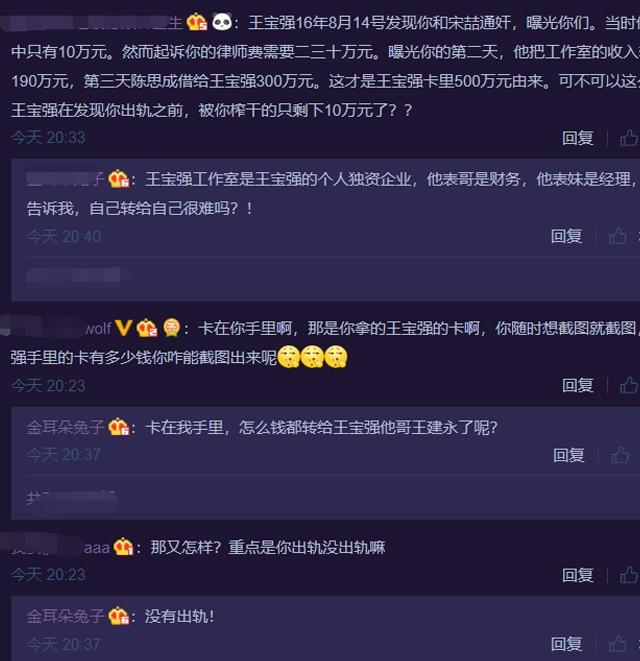 生：王宝强16年8月14号发现你和宋喆通奸，曝光你们。当时
中只有10万元。然而起诉你的律师费需要二三十万元。曝光你的第二天，他把工作室的收入
190万元，第三天陈思成借给王宝强300万元。这才是王宝强卡里500万元由来。可不可以这
王宝强在发现你出轨之前，被你榨干的只剩下10万元了？？
今天 20:33
回复
子：王宝强工作室是王宝强的个人独资企业，他表哥是财务，他表妹是经理，
告诉我，自己转给自己很难吗？！
今天 20:40
回复
wolf：卡在你手里啊，那是你拿的王宝强的卡啊，你随时想截图就截图，
强手里的卡有多少钱你咋能截图出来呢
今天 20:23
回复
金耳朵兔子：卡在我手里，怎么钱都转给王宝强他哥王建永了呢？
今天 20:37
回复
共
aaa：那又怎样？重点是你出轨没出轨嘛
今天 20:23
回复
金耳朵兔子：没有出轨！
今天 20:37
回复